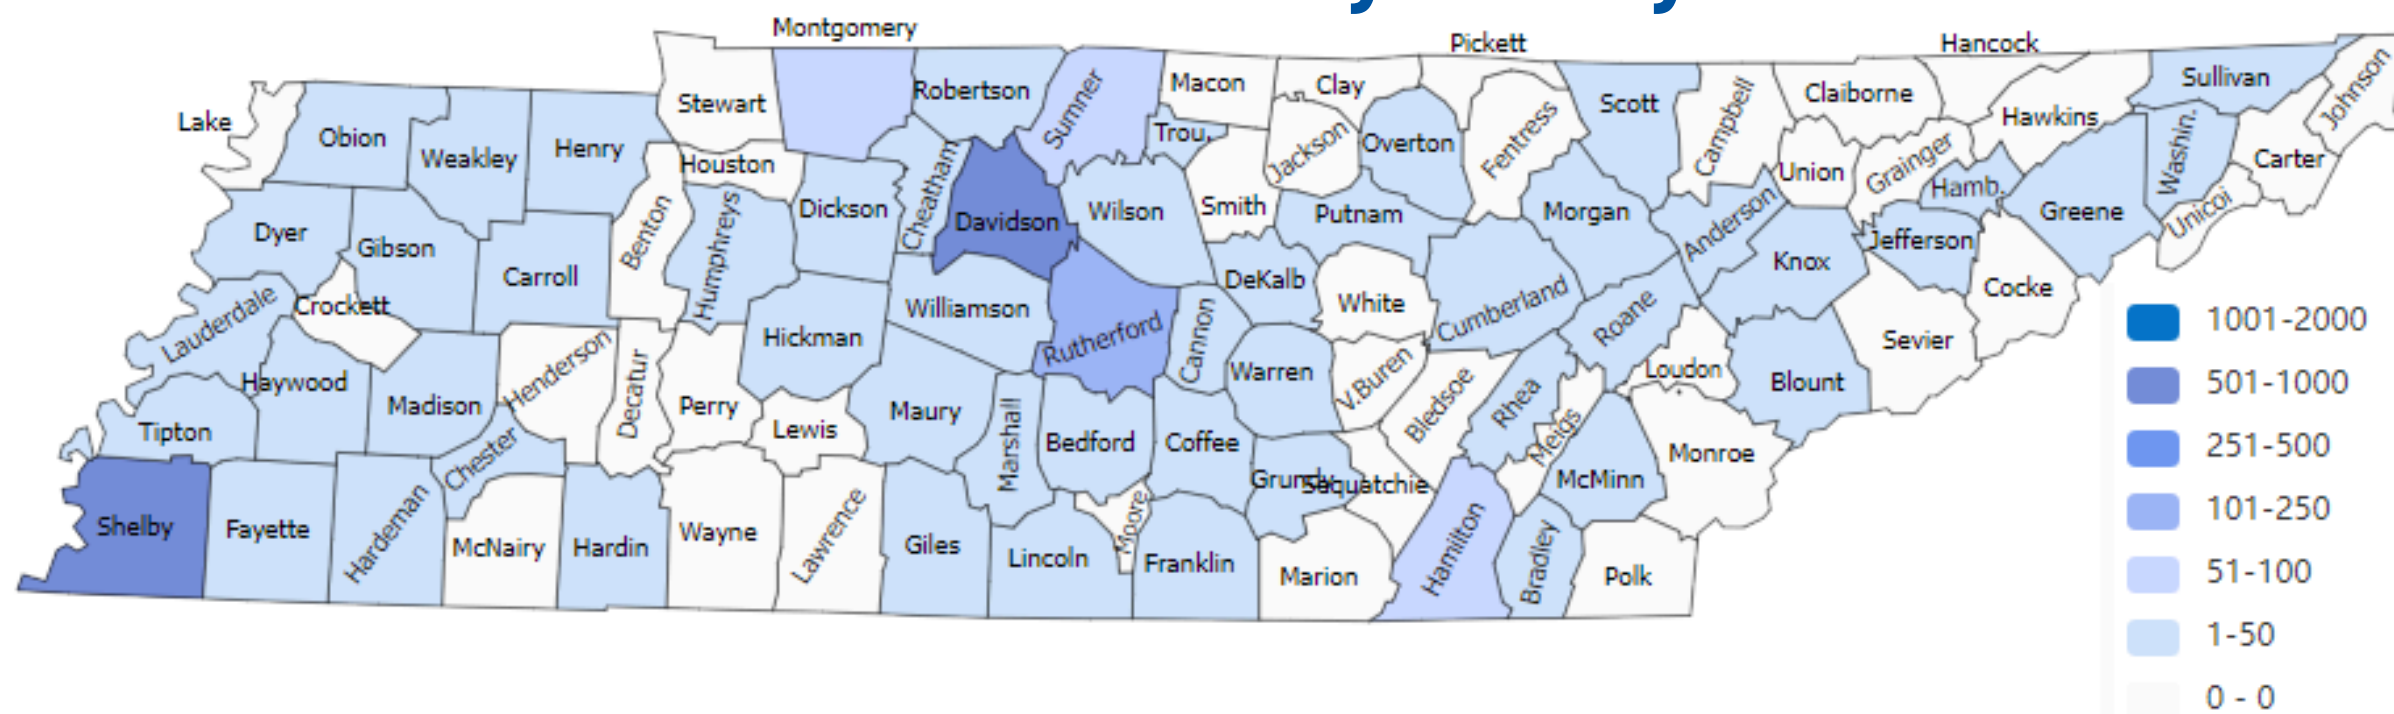 Montgomery
Pickett
Hancock
Lake
Obion
Weakley
Henry
Stewart
Robertson
Sumner
Macon
Clay
Trou.
Jackson
Overton
Fentress
Scott
Campbell
Claiborne
Hawkins
Sullivan
Johnson
Houston
Dickson
Cheatham
Davidson
Wilson
Smith
Putnam
Morgan
Anderson
Union
Grainger
Hamb.
Greene
Washin.
Carter
Unicoi
Dyer
Gibson
Carroll
Benton
Humphreys
Hickman
Williamson
Rutherford
Cannon
DeKalb
White
Cumberland
Roane
Knox
Jefferson
Cocke
Sevier
Lauderdale
Crockett
Haywood
Madison
Henderson
Decatur
Perry
Lewis
Maury
Marshall
Bedford
Coffee
Warren
V.Buren
Bledsoe
Rhea
Meigs
Loudon
Blount
Monroe
Tipton
Chester
Grundy
Sequatchie
McMinn
Shelby
Fayette
Hardeman
McNairy
Hardin
Wayne
Lawrence
Giles
Lincoln
Moore
Franklin
Marion
Hamilton
Bradley
Polk
1001-2000
501-1000
251-500
101-250
51-100
1-50
0 - 0